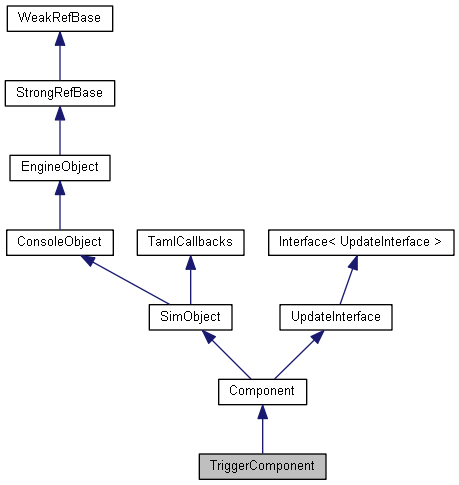 WeakRefBase
StrongRefBase
EngineObject
ConsoleObject
TamlCallbacks
Interface< UpdateInterface >
SimObject
UpdateInterface
Component
TriggerComponent